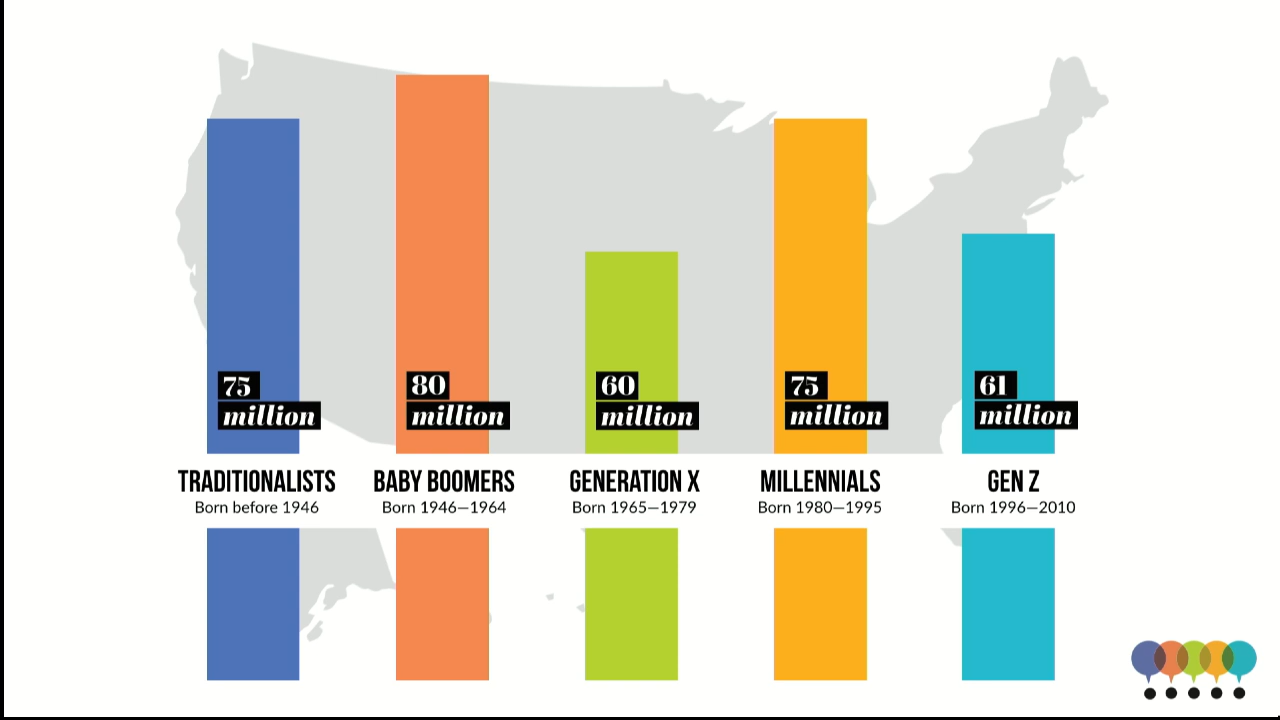 75
million
80
million
60
million
75
million
61
million
TRADITIONALISTS
Born before 1946
BABY BOOMERS
Born 1946—1964
GENERATION X
Born 1965—1979
MILLENNIALS
Born 1980—1995
GEN Z
Born 1996—2010